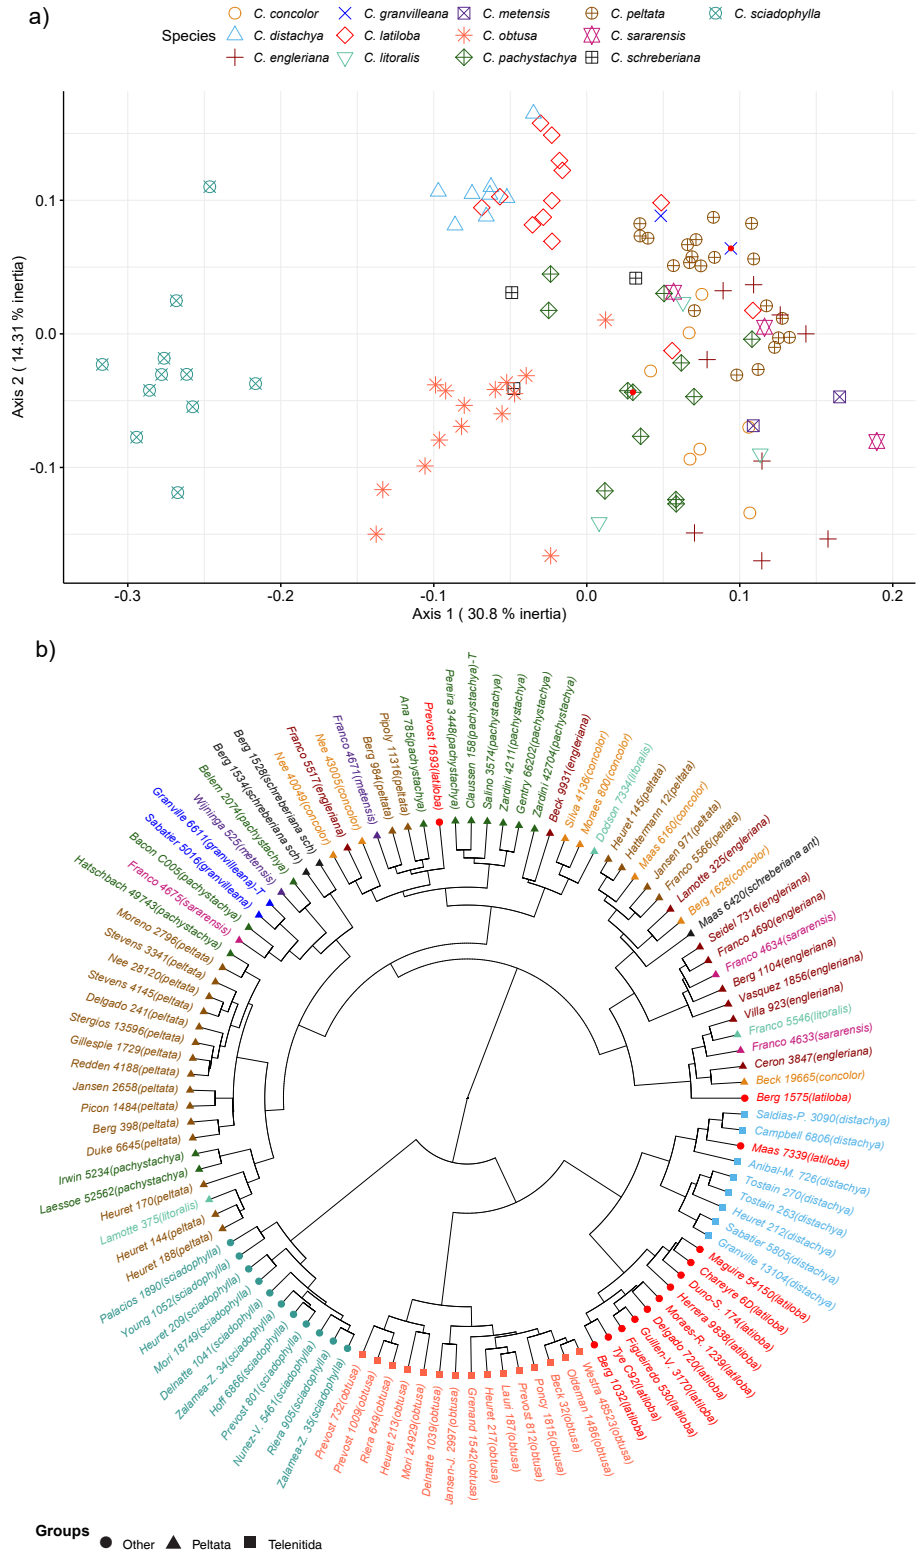 a)
Species
C. concolor
C. granvilleana
C. metensis
C. peltata
C. sciadophylla
C. distachya
C. latiloba
C. obtusa
C. sararensis
C. engleriana
C. litoralis
C. pachystachya
C. schreberiana
Axis 2 ( 14.31 % inertia)
0.1
0.0
-0.1
-0.3
-0.2
-0.1
0.0
0.1
0.2
Axis 1 ( 30.8 % inertia)
b)
Prevost 1693(latiloba)
Pereira 3448(pachystachya)
Claussen 158(pachystachya)-T
Salino 3574(pachystachya)
Zardini 4211(pachystachya)
Gentry 66202(pachystachya)
Zardini 42704(pachystachya)
Beck 9931(engleriana)
Silva 4136(concolor)
Moraes 800(concolor)
Dodson 7334(litoralis)
Heuret 145(peltata)
Hattermann 12(peltata)
Maas 6160(concolor)
Jansen 971(peltata)
Franco 5566(peltata)
Lamotte 325(engleriana)
Berg 1628(concolor)
Maas 6420(schreberiana ant)
Seidel 7316(engleriana)
Franco 4690(engleriana)
Franco 4634(sararensis)
Berg 1104(engleriana)
Vasquez 1856(engleriana)
Villa 923(engleriana)
Franco 5546(litoralis)
Franco 4633(sararensis)
Ceron 3847(engleriana)
Beck 19665(concolor)
Berg 1575(latiloba)
Saldias-P. 3090(distachya)
Campbell 6806(distachya)
Maas 7339(latiloba)
Anibal-M. 726(distachya)
Tostain 270(distachya)
Tostain 263(distachya)
Heuret 212(distachya)
Sabatier 5805(distachya)
Granville 13104(distachya)
Maguire 54150(latiloba)
Chareyre 6D(latiloba)
Duno-S. 174(latiloba)
Herrera 9838(latiloba)
Moraes-R. 1239(latiloba)
Delgado 720(latiloba)
Guillen-V. 3170(latiloba)
Figueiredo 530(latiloba)
Tye C92(latiloba)
Berg 1032(latiloba)
Westra 48523(obtusa)
Oldeman 1486(obtusa)
Beck 32(obtusa)
Poncy 1815(obtusa)
Prevost 812(obtusa)
Lauri 187(obtusa)
Heuret 217(obtusa)
Grenand 1542(obtusa)
Jansen-J. 2997(obtusa)
Delnatte 1039(obtusa)
Mori 24929(obtusa)
Heuret 213(obtusa)
Riera 649(obtusa)
Prevost 1009(obtusa)
Prevost 732(obtusa)
Zalamea-Z. 35(sciadophylla)
Riera 905(sciadophylla)
Nunez-V. 5461(sciadophylla)
Prevost 801(sciadophylla)
Hoff 6866(sciadophylla)
Zalamea-Z. 34(sciadophylla)
Delnatte 1041(sciadophylla)
Mori 18749(sciadophylla)
Heuret 209(sciadophylla)
Young 1052(sciadophylla)
Palacios 1890(sciadophylla)
Heuret 188(peltata)
Heuret 144(peltata)
Lamotte 375(litoralis)
Heuret 170(peltata)
Laessoe 52562(pachystachya)
Irwin 5234(pachystachya)
Duke 6645(peltata)
Berg 398(peltata)
Picon 1484(peltata)
Jansen 2658(peltata)
Redden 4188(peltata)
Gillespie 1729(peltata)
Stergios 13596(peltata)
Delgado 241(peltata)
Stevens 4145(peltata)
Nee 28120(peltata)
Stevens 3341(peltata)
Moreno 2796(peltata)
Hatschbach 49743(pachystachya)
Franco 4675(sararensis)
Bacon C005(pachystachya)
Sabatier 5016(granvilleana)
Granville 6611(granvilleana)-T
Wijninga 525(metensis)
Belem 2074(pachystachya)
Berg 1534(schreberiana sch)
Berg 1528(schreberiana sch)
Nee 40049(concolor)
Franco 5517(engleriana)
Nee 43005(concolor)
Franco 4671(metensis)
Berg 984(peltata)
Pipoly 11316(peltata)
Ana 785(pachystachya)
Groups
Other
Peltata
Telenitida